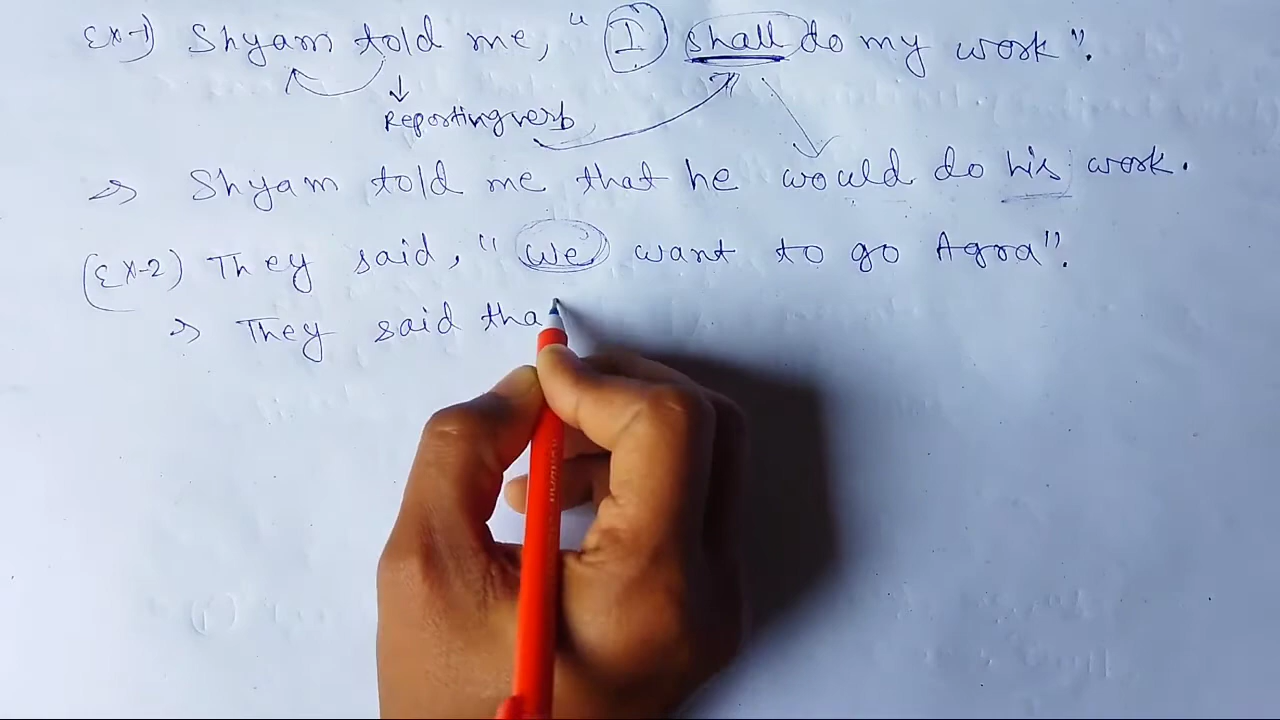 Ex-1) Shyam told me, "I shall do my work".
Reporting verb
⇒ Shyam told me that he would do his work.
(Ex-2) They said, "We want to go Agra".
⇒ They said tha